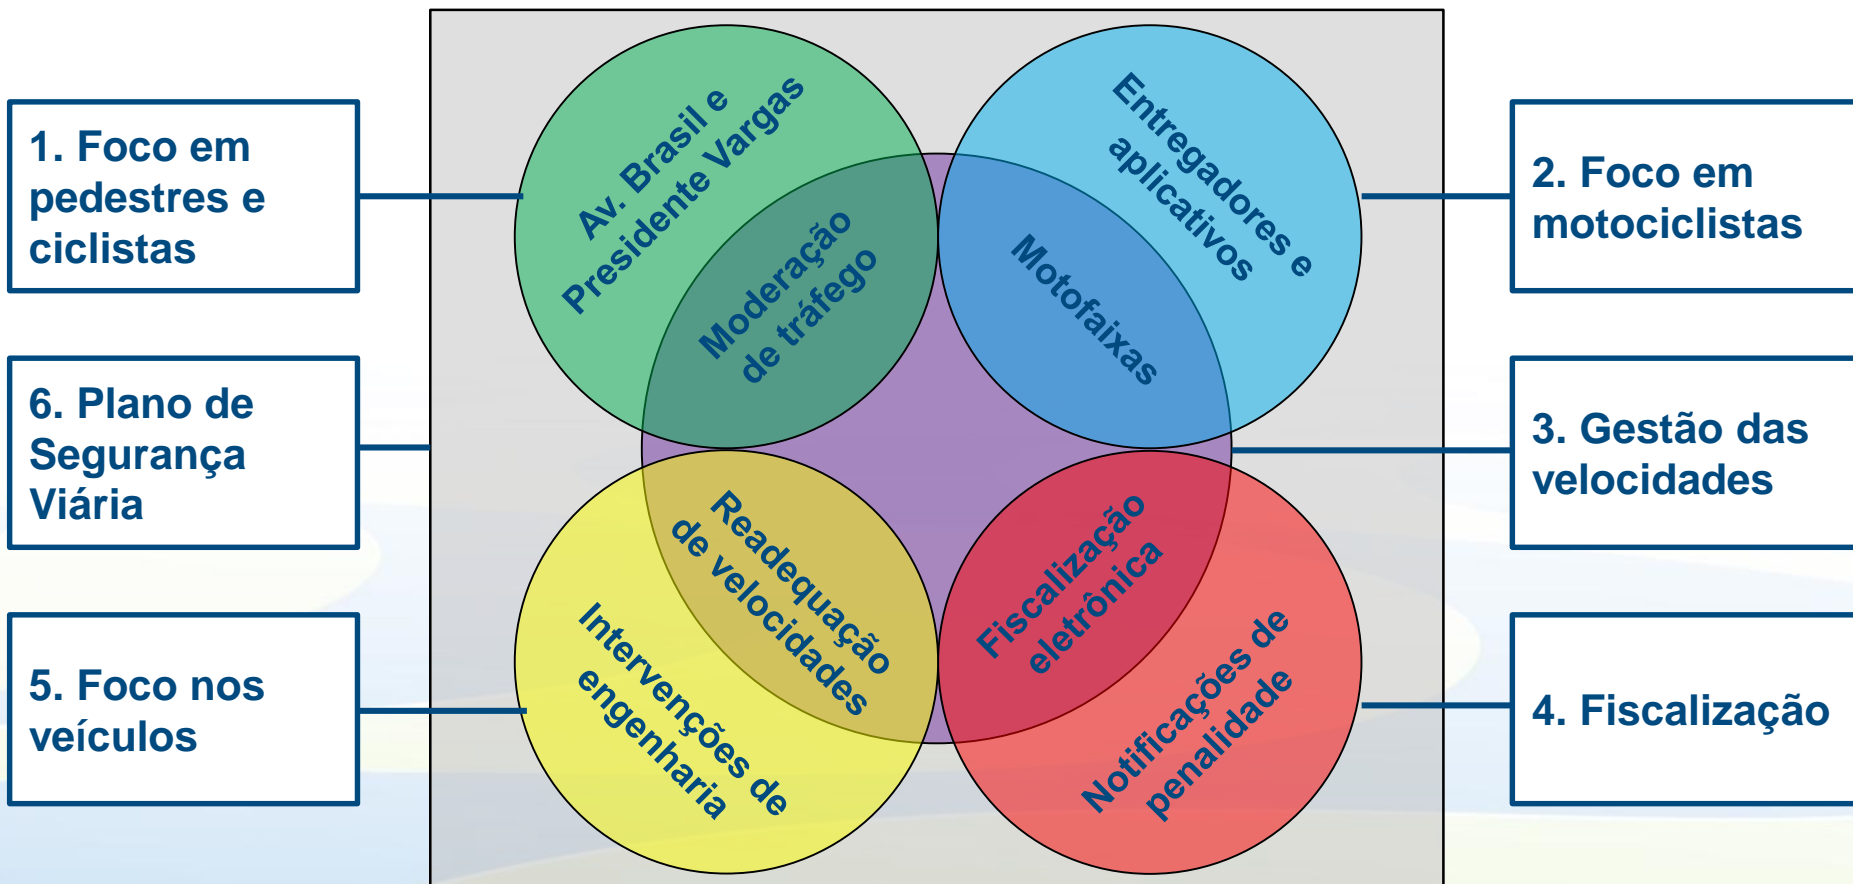 1. Foco em
pedestres e
ciclistas
6. Plano de
Segurança
Viária
5. Foco nos
veículos
Av. Brasil e
Presidente Vargas
Moderação
de tráfego
Entregadores e
aplicativos
Motofaixas
Readequação
de velocidades
Intervenções de
engenharia
Fiscalização
eletrônica
Notificações de
penalidade
2. Foco em
motociclistas
3. Gestão das
velocidades
4. Fiscalização